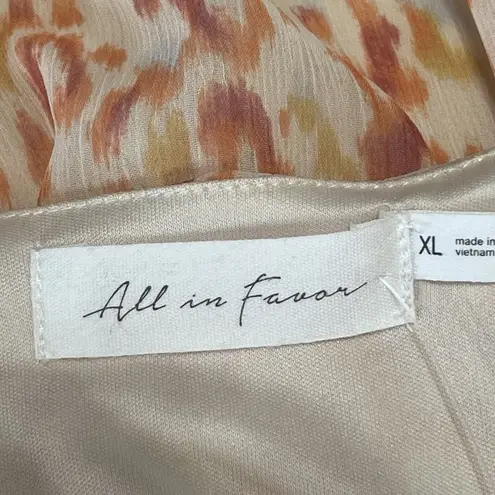 All in Favor
XL
made in
vietnam